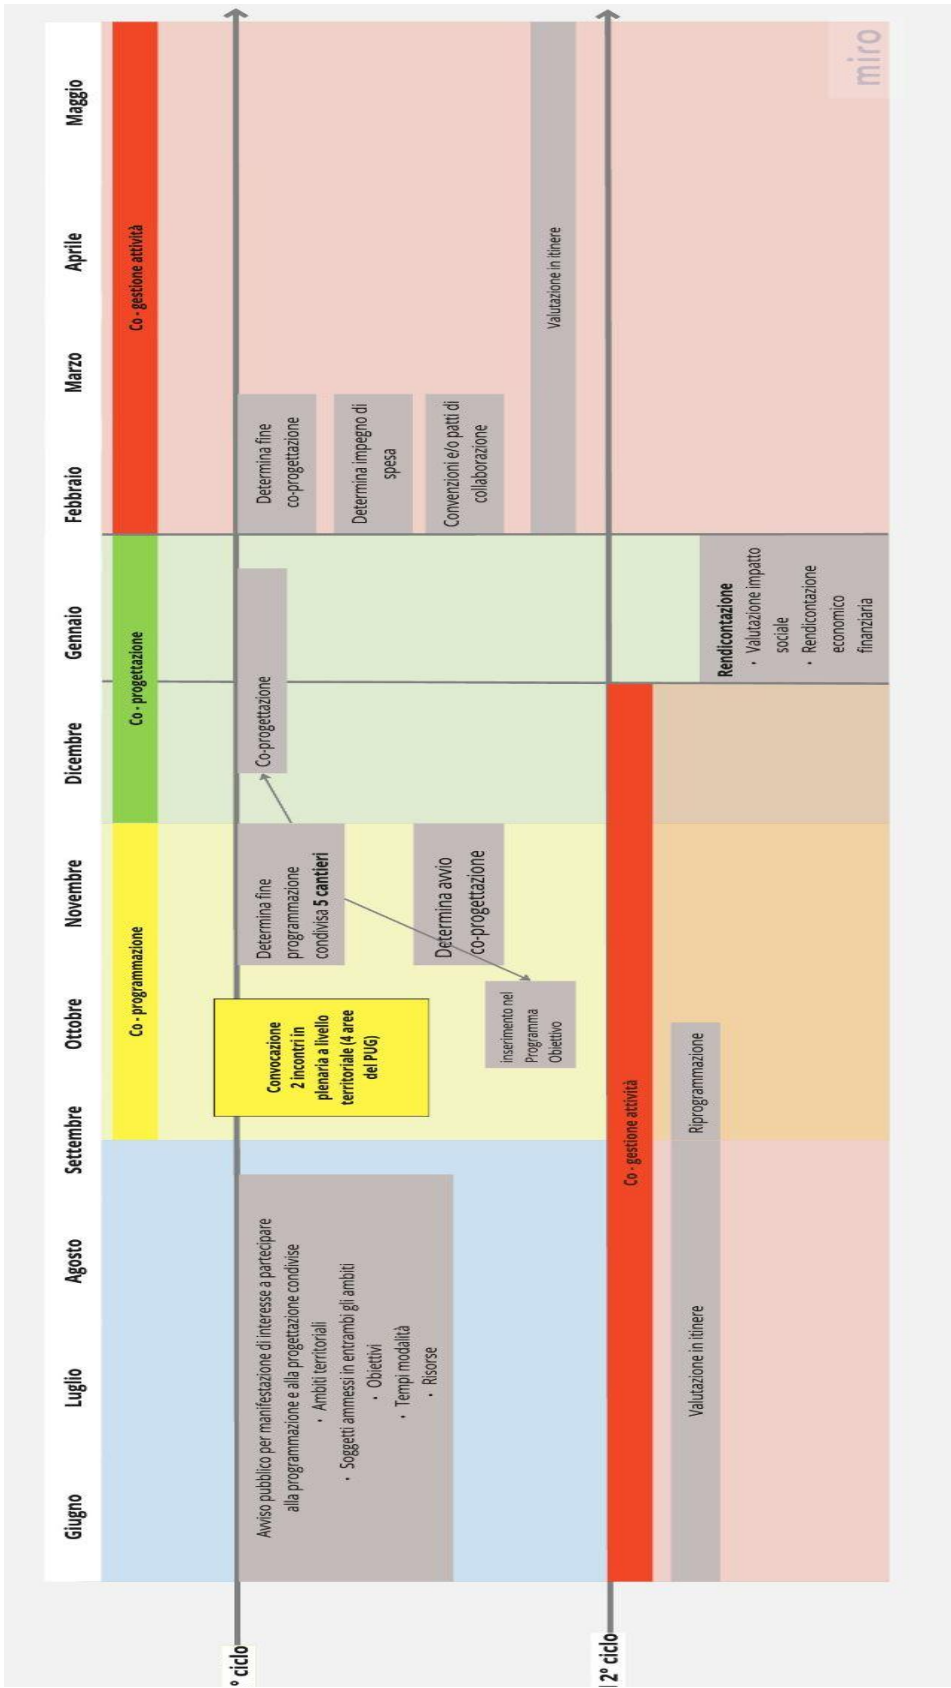 Giugno
Luglio
Agosto
Settembre
Ottobre
Novembre
Dicembre
Gennaio
Febbraio
Marzo
Aprile
Maggio
Co - programmazione
Co - progettazione
Co - gestione attività
° ciclo
Avviso pubblico per manifestazione di interesse a partecipare
alla programmazione e alla progettazione condivise
· Ambiti territoriali
· Soggetti ammessi in entrambi gli ambiti
· Obiettivi
· Tempi modalità
· Risorse
Convocazione
2 incontri in
plenaria a livello
territoriale (4 aree
del PUG)
Determina fine
programmazione
condivisa 5 cantieri
Determina avvio
co-progettazione
inserimento nel
Programma
Obiettivo
Co-progettazione
Determina fine
co-progettazione
Determina impegno di
spesa
Convenzioni e/o patti di
collaborazione
Valutazione in itinere
2° ciclo
Co - gestione attività
Valutazione in itinere
Riprogrammazione
Rendicontazione
· Valutazione impatto
sociale
· Rendicontazione
economico
finanziaria
miro